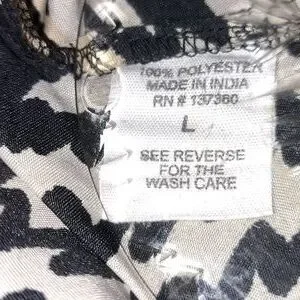 100% POLYESTER
MADE IN INDIA
RN # 137360
L
SEE REVERSE
FOR THE
WASH CARE